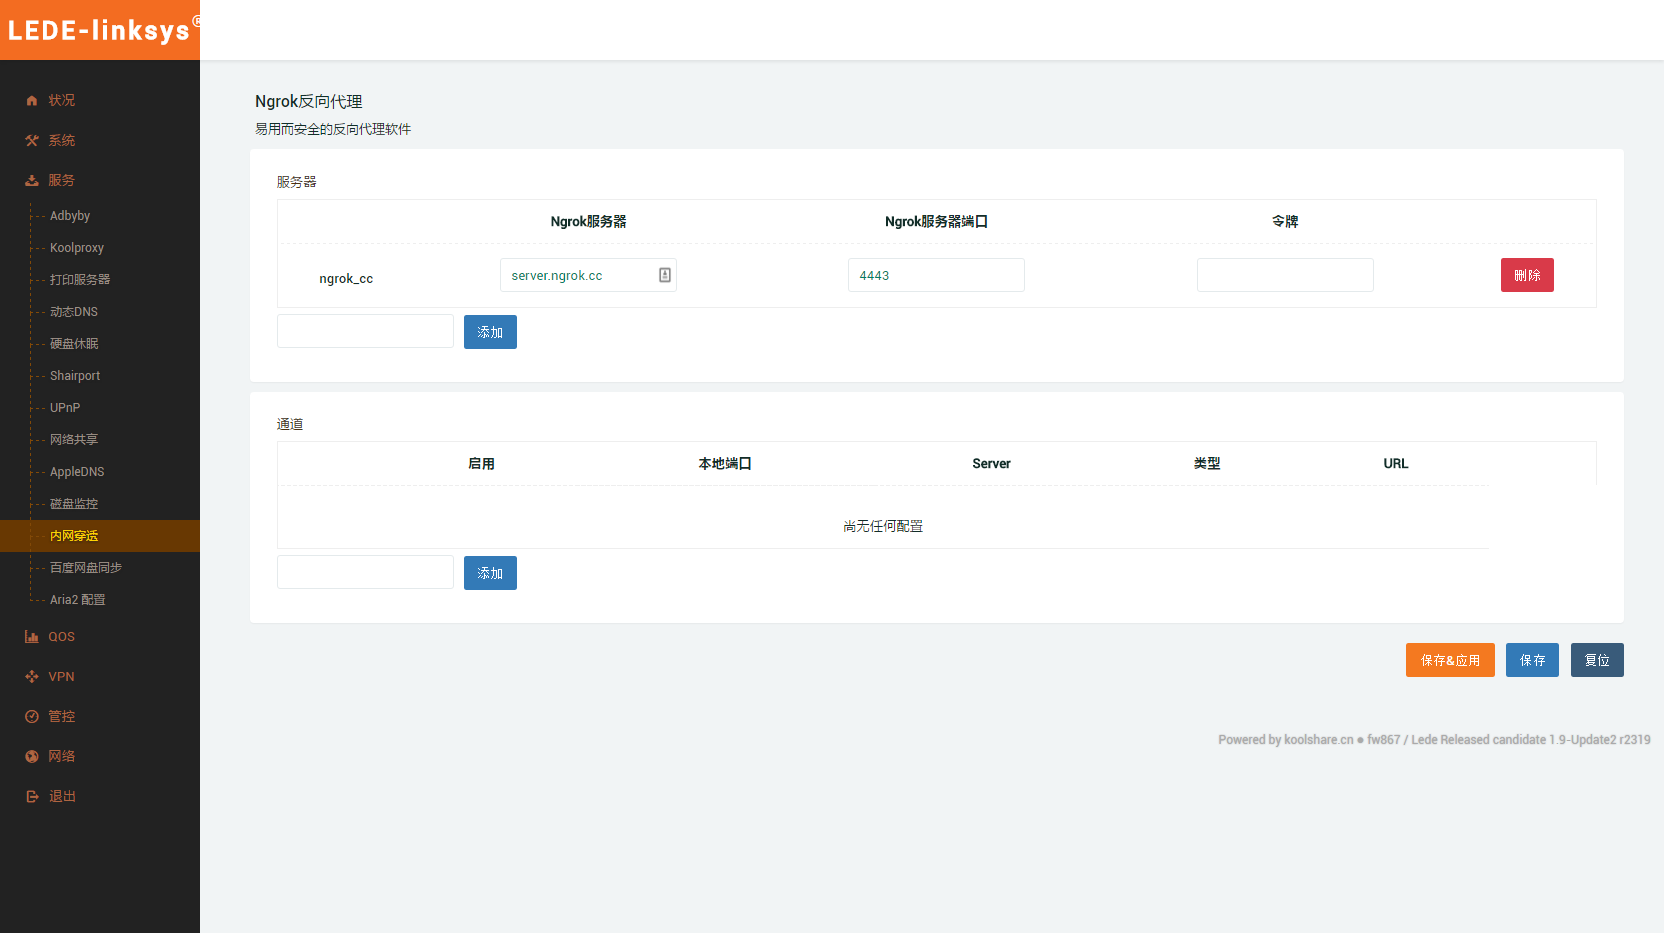 LEDE-linksys®
状况
系统
服务
Adbyby
Koolproxy
打印服务器
动态DNS
硬盘休眠
Shairport
UPnP
网络共享
AppleDNS
磁盘监控
内网穿透
百度网盘同步
Aria2 配置
QOS
VPN
管控
网络
退出
Ngrok反向代理
易用而安全的反向代理软件
服务器
Ngrok服务器 Ngrok服务器端口 令牌
ngrok_cc server.ngrok.cc 4443 删除
添加
通道
启用 本地端口 Server 类型 URL
尚无任何配置
添加
保存&应用 保存 复位
Powered by koolshare.cn ● fw867 / Lede Released candidate 1.9-Update2 r2319